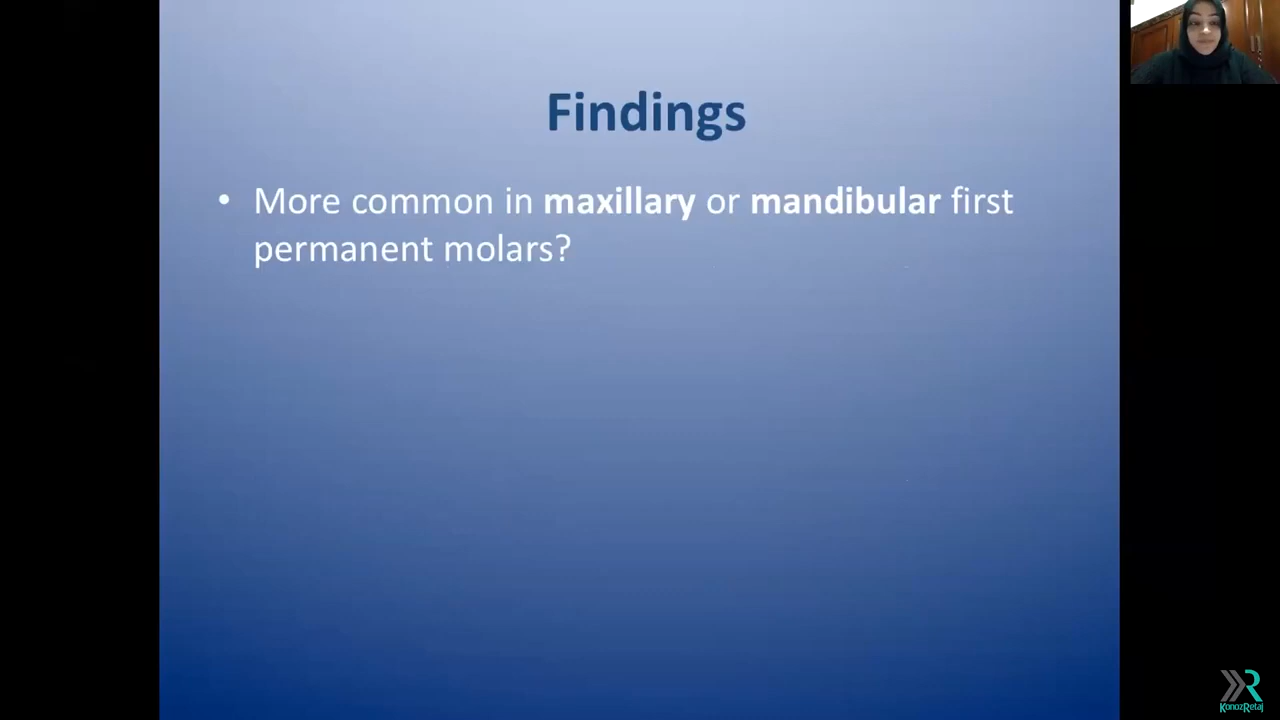 Findings
• More common in maxillary or mandibular first
permanent molars?
KonozRetaj